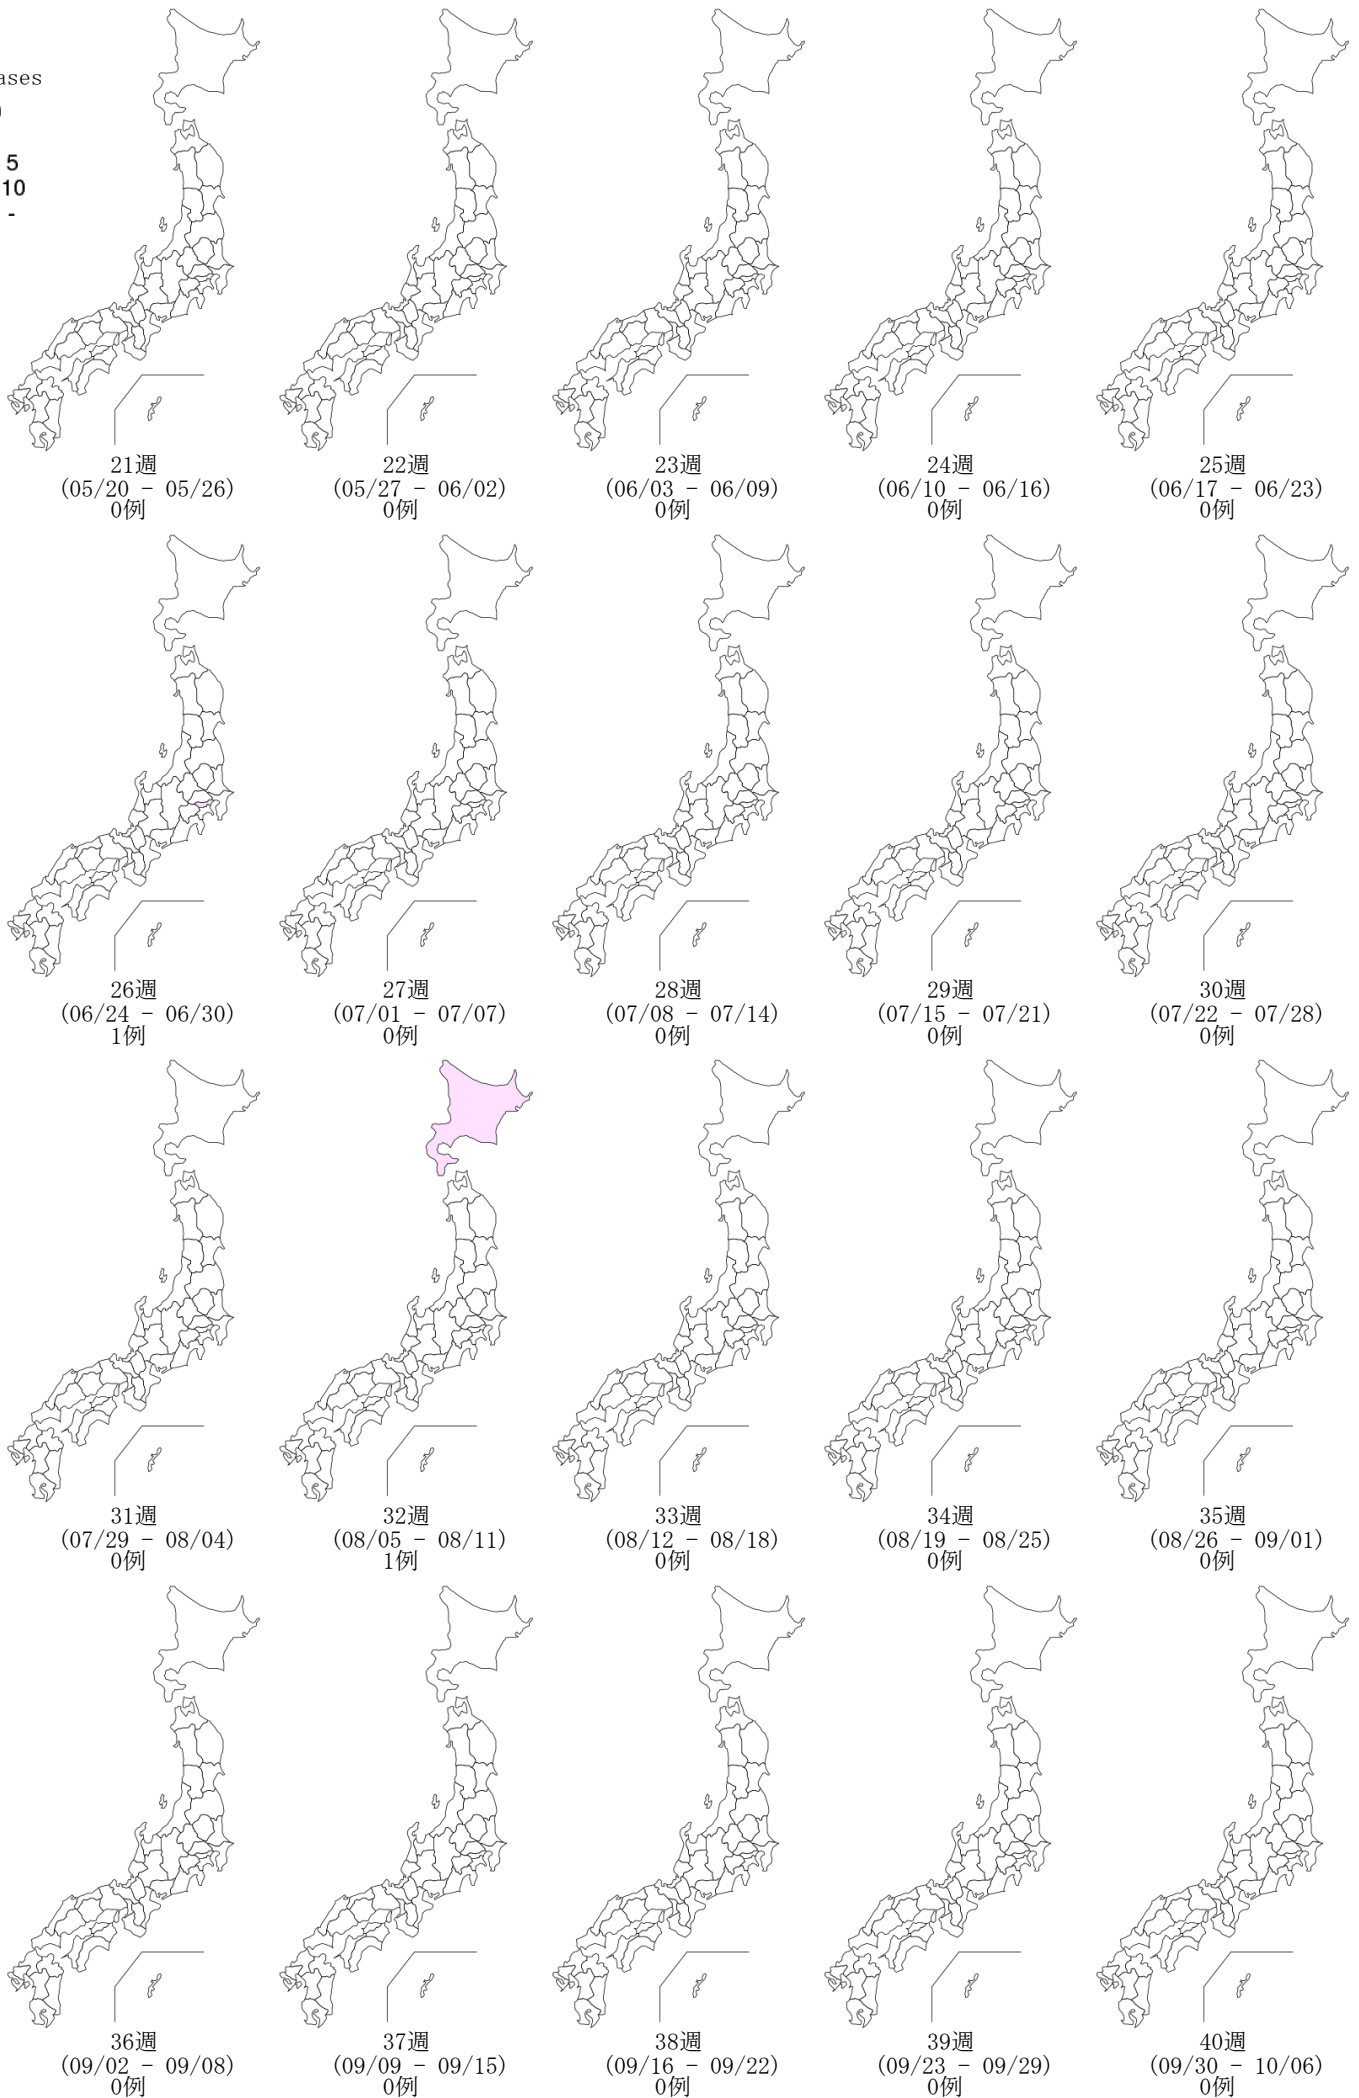 5
10
-
21週
(05/20 - 05/26)
0例
22週
(05/27 - 06/02)
0例
23週
(06/03 - 06/09)
0例
24週
(06/10 - 06/16)
0例
25週
(06/17 - 06/23)
0例
26週
(06/24 - 06/30)
1例
27週
(07/01 - 07/07)
0例
28週
(07/08 - 07/14)
0例
29週
(07/15 - 07/21)
0例
30週
(07/22 - 07/28)
0例
31週
(07/29 - 08/04)
0例
32週
(08/05 - 08/11)
1例
33週
(08/12 - 08/18)
0例
34週
(08/19 - 08/25)
0例
35週
(08/26 - 09/01)
0例
36週
(09/02 - 09/08)
0例
37週
(09/09 - 09/15)
0例
38週
(09/16 - 09/22)
0例
39週
(09/23 - 09/29)
0例
40週
(09/30 - 10/06)
0例